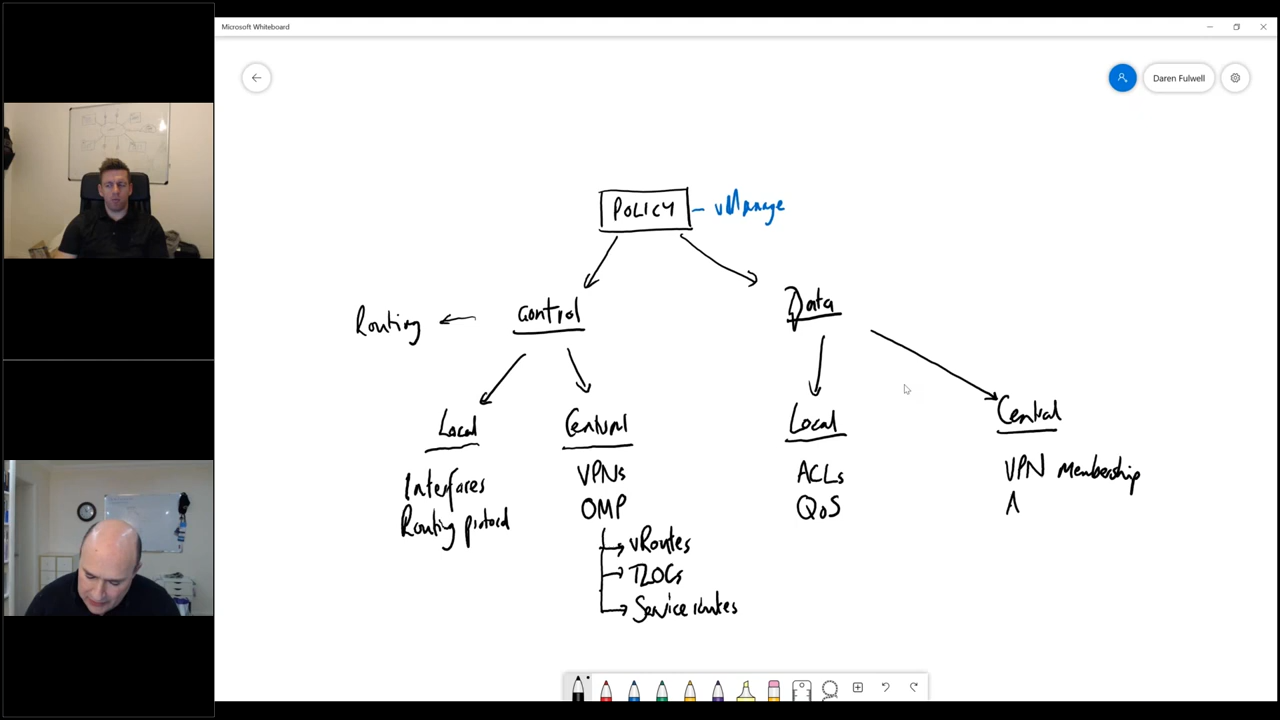 Microsoft Whiteboard
Daren Fulwell
POLICY - vManage
Control
Data
Routing
Local
Central
Local
Central
Interfaces
Routing protocol
VPNs
OMP
vRoutes
TLOCs
Service routes
ACLs
QoS
VPN Membership
A